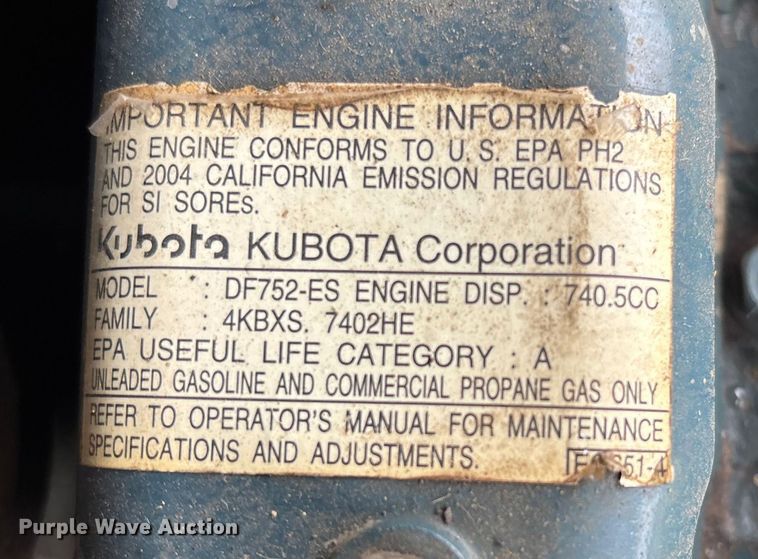 IMPORTANT ENGINE INFORMATION
THIS ENGINE CONFORMS TO U.S. EPA PH2
AND 2004 CALIFORNIA EMISSION REGULATIONS
FOR SI SOREs.
Kubota KUBOTA Corporation
MODEL : DF752-ES ENGINE DISP. : 740.5CC
FAMILY : 4KBXS. 7402HE
EPA USEFUL LIFE CATEGORY : A
UNLEADED GASOLINE AND COMMERCIAL PROPANE GAS ONLY
REFER TO OPERATOR'S MANUAL FOR MAINTENANCE
SPECIFICATIONS AND ADJUSTMENTS.
Purple Wave Auction